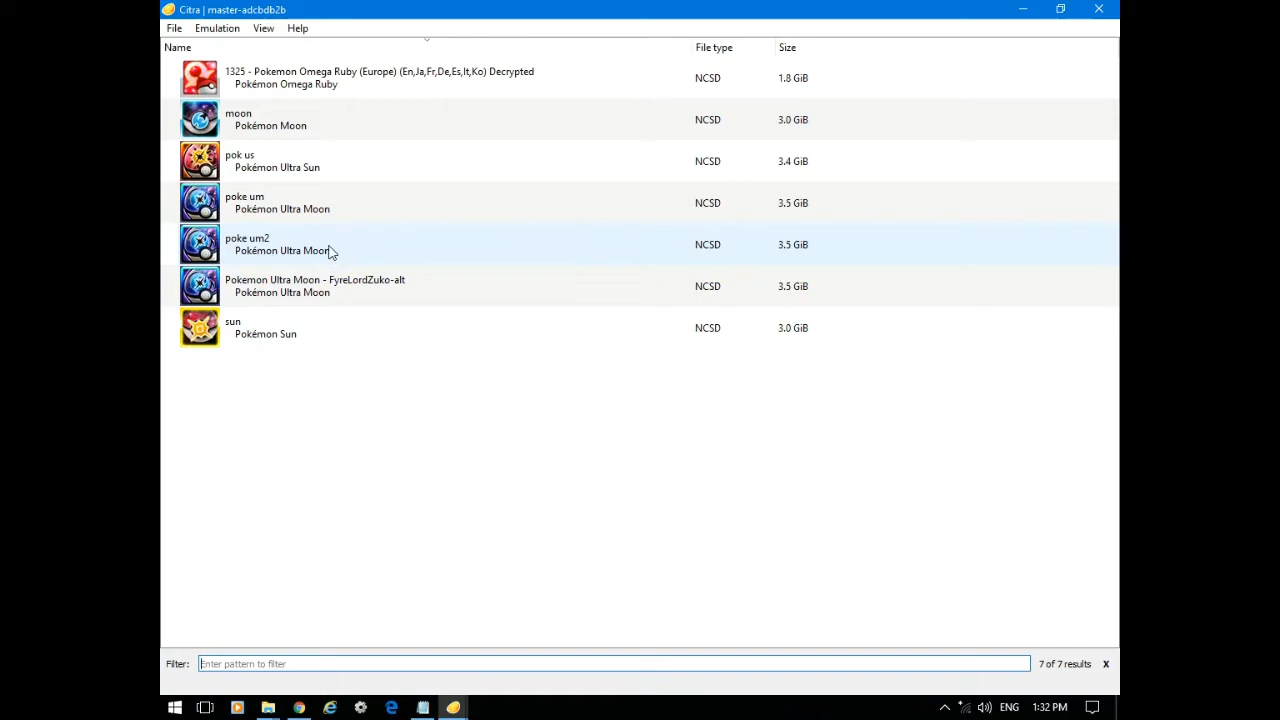 Citra | master-adcbdb2b
File Emulation View Help
Name File type Size
1325 - Pokemon Omega Ruby (Europe) (En,Ja,Fr,De,Es,It,Ko) Decrypted
Pokémon Omega Ruby
NCSD 1.8 GiB
moon
Pokémon Moon
NCSD 3.0 GiB
pok us
Pokémon Ultra Sun
NCSD 3.4 GiB
poke um
Pokémon Ultra Moon
NCSD 3.5 GiB
poke um2
Pokémon Ultra Moon
NCSD 3.5 GiB
Pokemon Ultra Moon - FyreLordZuko-alt
Pokémon Ultra Moon
NCSD 3.5 GiB
sun
Pokémon Sun
NCSD 3.0 GiB
Filter: Enter pattern to filter 7 of 7 results X
ENG 1:32 PM